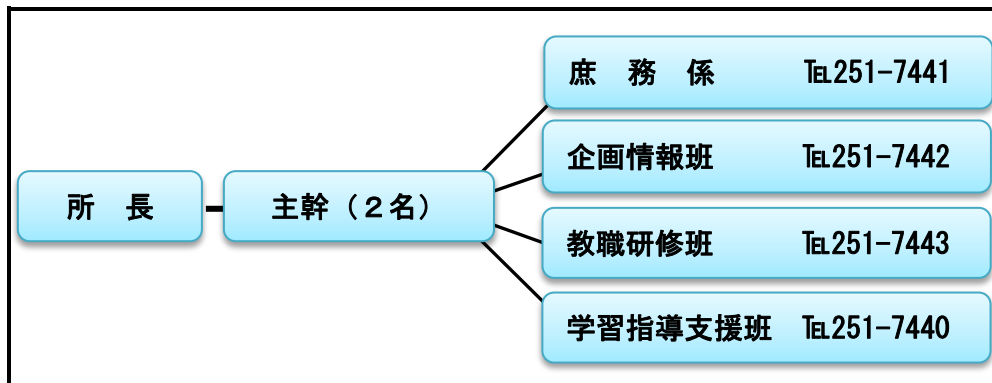 所　長
主幹（２名）
庶　務　係　　　℡251-7441
企画情報班　　　℡251-7442
教職研修班　　　℡251-7443
学習指導支援班　℡251-7440